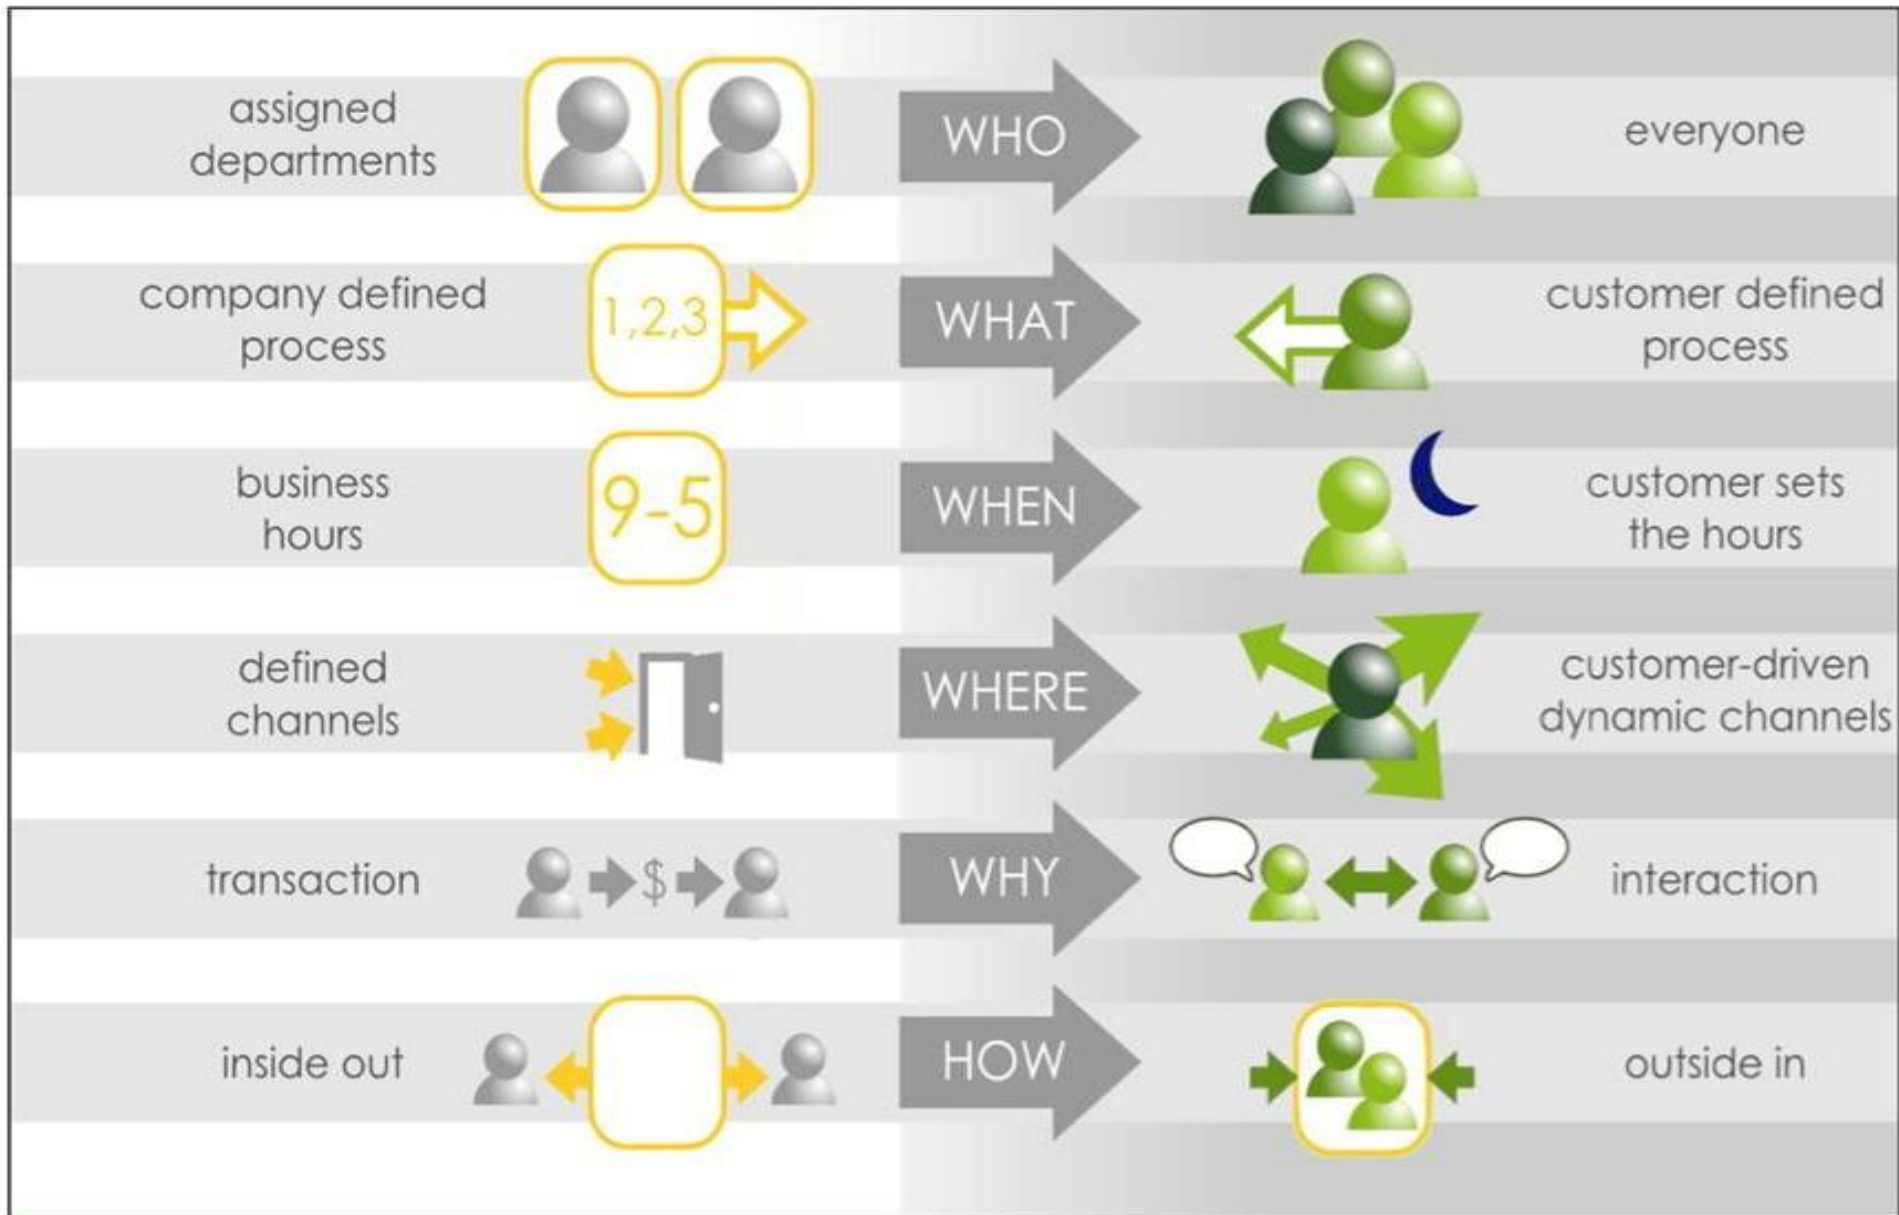 assigned
departments
WHO
everyone
company defined
process
1,2,3
WHAT
customer defined
process
business
hours
9-5
WHEN
customer sets
the hours
defined
channels
WHERE
customer-driven
dynamic channels
transaction
$
WHY
interaction
inside out
HOW
outside in